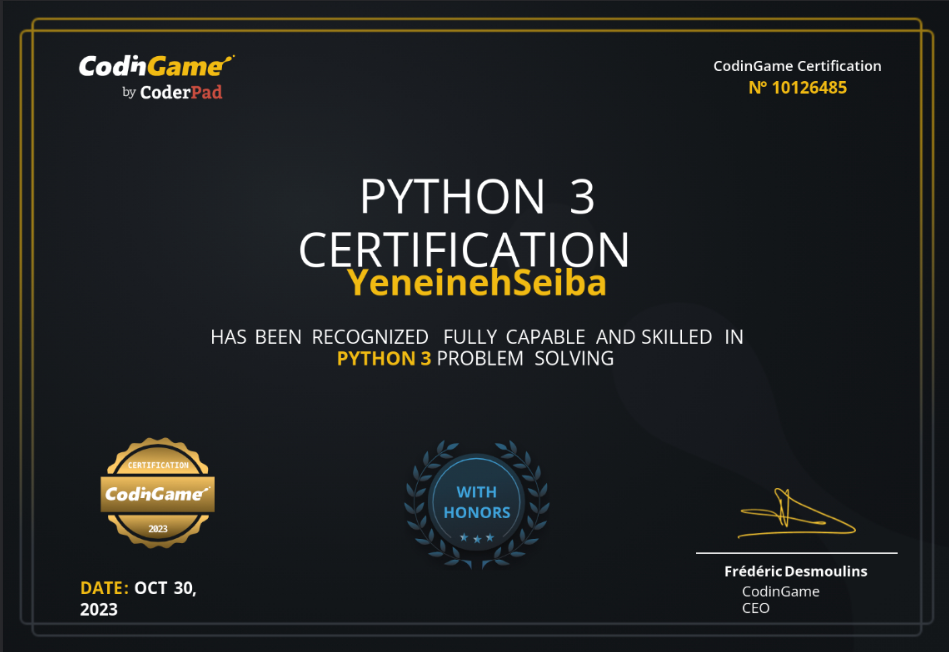 CodinGame
by CoderPad
CodinGame Certification
N° 10126485
PYTHON 3
CERTIFICATION
YeneinehSeiba
HAS BEEN RECOGNIZED FULLY CAPABLE AND SKILLED IN
PYTHON 3 PROBLEM SOLVING
CERTIFICATION
CodinGame
2023
WITH
HONORS
DATE: OCT 30,
2023
Frédéric Desmoulins
CodinGame
CEO